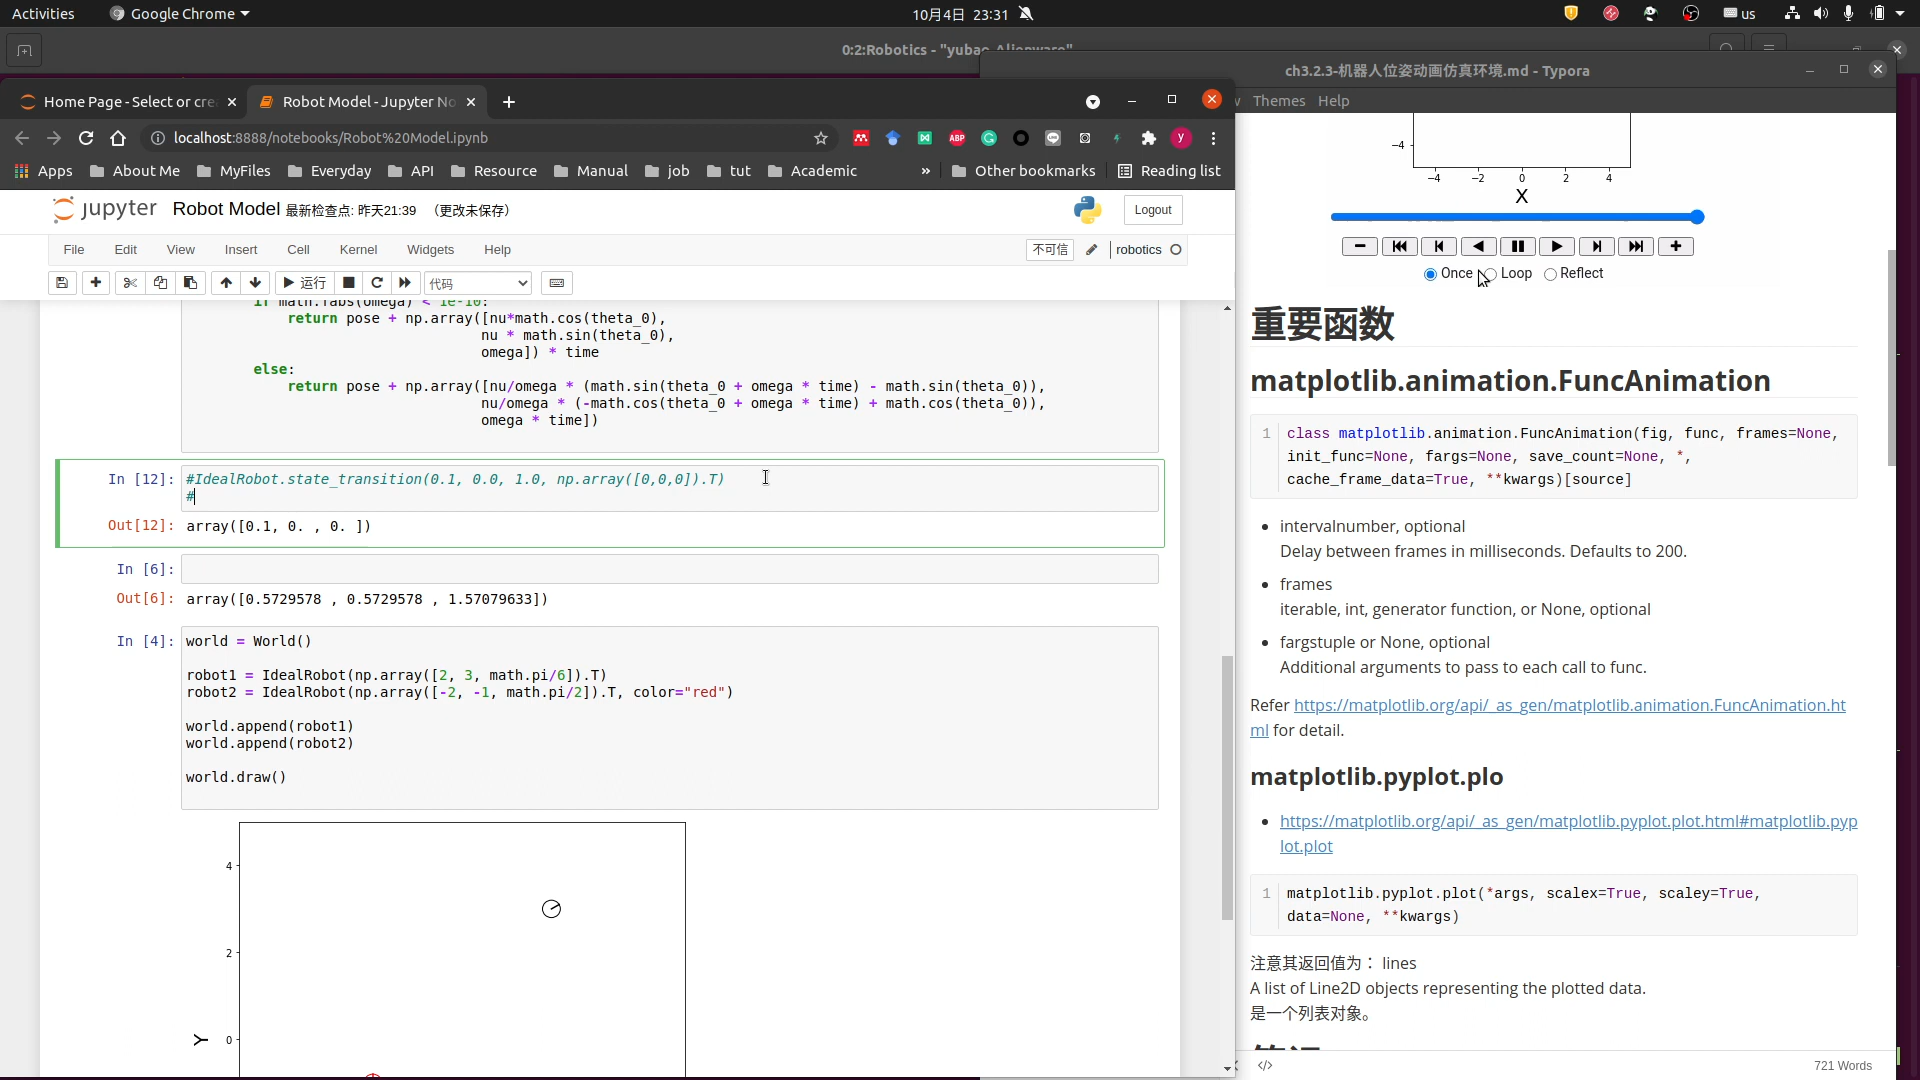 Activities
Google Chrome
10月4日 23:31
us
0:2:Robotics - "yubao-Alienware"
ch3.2.3-机器人位姿动画仿真环境.md - Typora
Home Page - Select or cre
Robot Model - Jupyter No
Themes Help
localhost:8888/notebooks/Robot%20Model.ipynb
ABP
y
Apps
About Me
MyFiles
Everyday
API
Resource
Manual
job
tut
Academic
»
Other bookmarks
Reading list
jupyter Robot Model 最新检查点: 昨天21:39 (更改未保存)
Logout
File Edit View Insert Cell Kernel Widgets Help
不可信
robotics
运行
代码
if math.fabs(omega) < 1e-10:
return pose + np.array([nu*math.cos(theta_0),
nu * math.sin(theta_0),
omega]) * time
else:
return pose + np.array([nu/omega * (math.sin(theta_0 + omega * time) - math.sin(theta_0)),
nu/omega * (-math.cos(theta_0 + omega * time) + math.cos(theta_0)),
omega * time])
In [12]: #IdealRobot.state_transition(0.1, 0.0, 1.0, np.array([0,0,0]).T)
#
Out[12]: array([0.1, 0. , 0. ])
In [6]:
Out[6]: array([0.5729578 , 0.5729578 , 1.57079633])
In [4]: world = World()
robot1 = IdealRobot(np.array([2, 3, math.pi/6]).T)
robot2 = IdealRobot(np.array([-2, -1, math.pi/2]).T, color="red")
world.append(robot1)
world.append(robot2)
world.draw()
4
2
Y
0
−4
−4 −2 0 2 4
X
Once Loop Reflect
重要函数
matplotlib.animation.FuncAnimation
1 class matplotlib.animation.FuncAnimation(fig, func, frames=None,
init_func=None, fargs=None, save_count=None, *,
cache_frame_data=True, **kwargs)[source]
intervalnumber, optional
Delay between frames in milliseconds. Defaults to 200.
frames
iterable, int, generator function, or None, optional
fargstuple or None, optional
Additional arguments to pass to each call to func.
Refer https://matplotlib.org/api/_as_gen/matplotlib.animation.FuncAnimation.ht
ml for detail.
matplotlib.pyplot.plo
https://matplotlib.org/api/_as_gen/matplotlib.pyplot.plot.html#matplotlib.pyp
lot.plot
1 matplotlib.pyplot.plot(*args, scalex=True, scaley=True,
data=None, **kwargs)
注意其返回值为： lines
A list of Line2D objects representing the plotted data.
是一个列表对象。
</>
721 Words